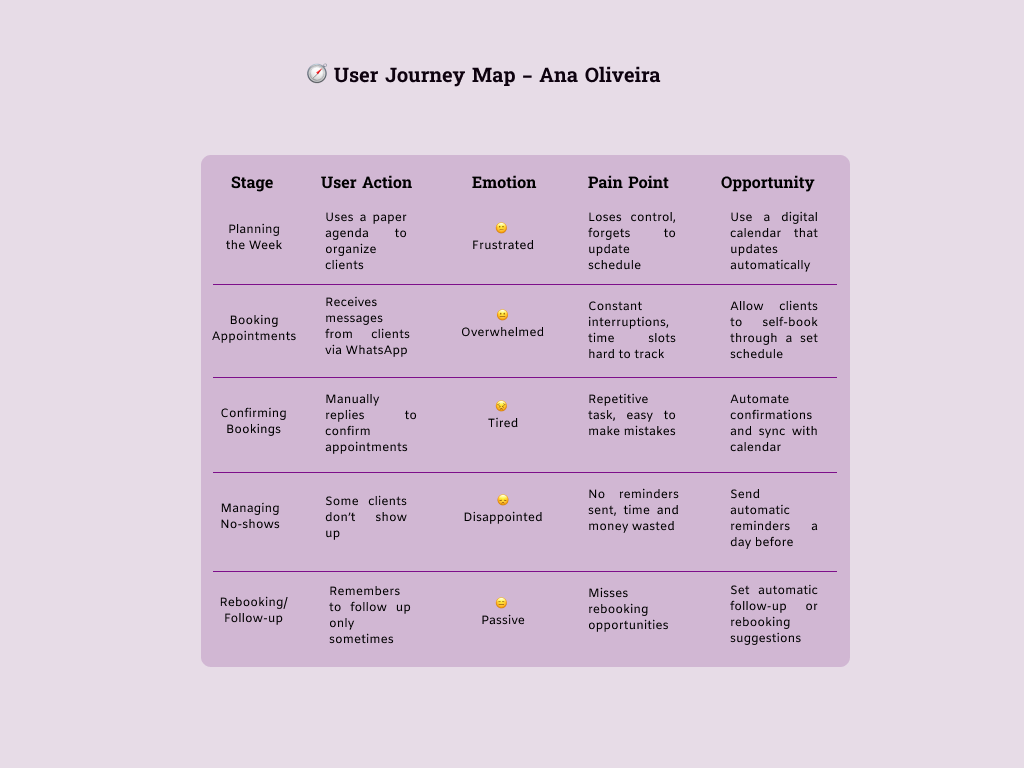 🧭 User Journey Map – Ana Oliveira
Stage
User Action
Emotion
Pain Point
Opportunity
Planning
the Week
Uses a paper
agenda to
organize
clients
Frustrated
Loses control,
forgets to
update
schedule
Use a digital
calendar that
updates
automatically
Booking
Appointments
Receives
messages
from clients
via WhatsApp
Overwhelmed
Constant
interruptions,
time slots
hard to track
Allow clients
to self-book
through a set
schedule
Confirming
Bookings
Manually
replies to
confirm
appointments
Tired
Repetitive
task, easy to
make mistakes
Automate
confirmations
and sync with
calendar
Managing
No-shows
Some clients
don't show
up
Disappointed
No reminders
sent, time and
money wasted
Send
automatic
reminders a
day before
Rebooking/
Follow-up
Remembers
to follow up
only
sometimes
Passive
Misses
rebooking
opportunities
Set automatic
follow-up or
rebooking
suggestions